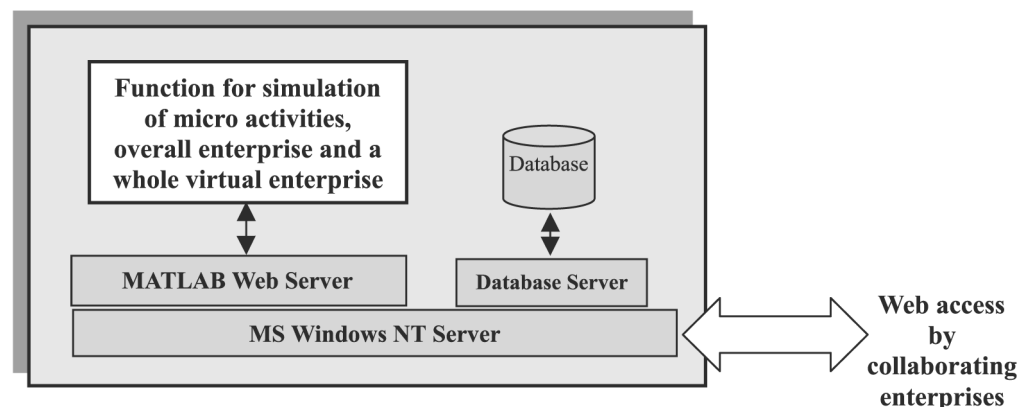 Function for simulation
of micro activities,
overall enterprise and a
whole virtual enterprise
Database
MATLAB Web Server
Database Server
MS Windows NT Server
Web access
by
collaborating
enterprises